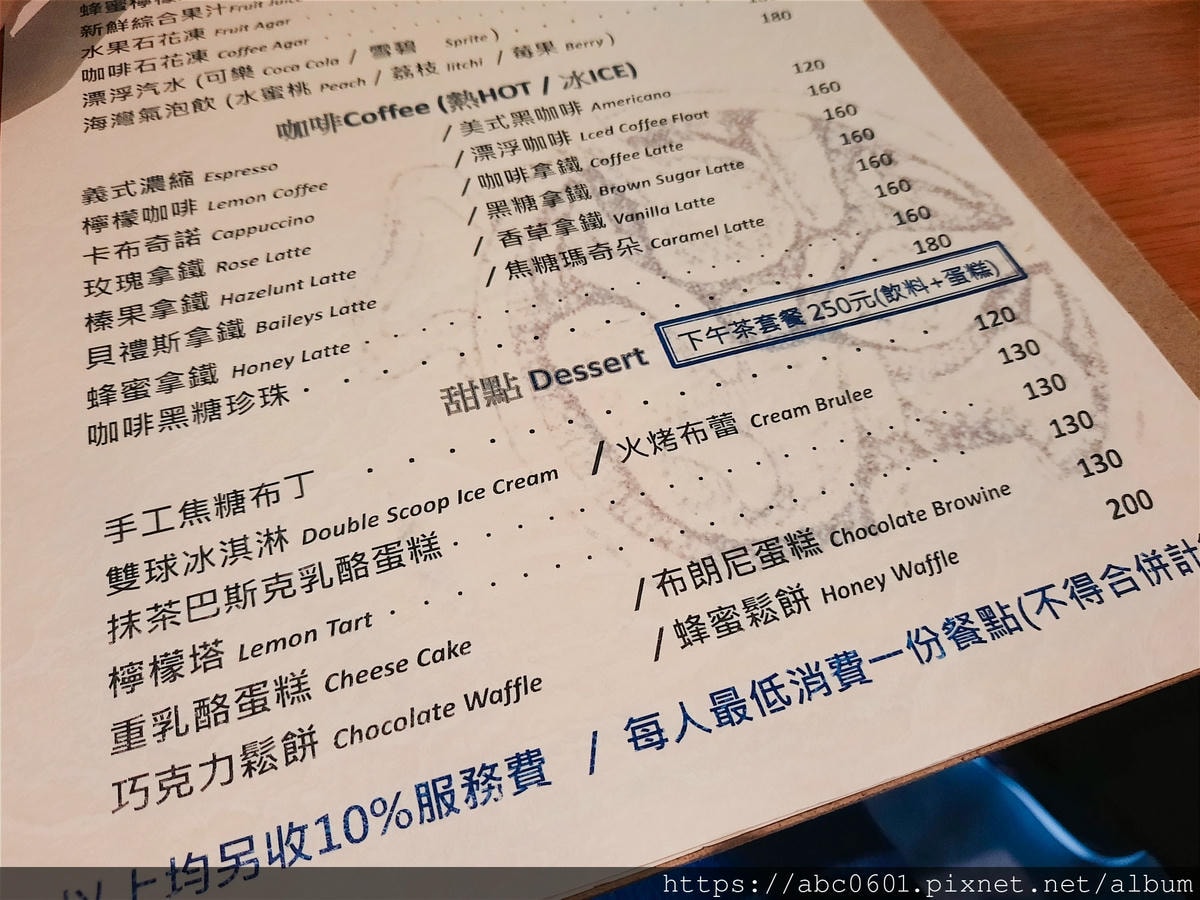 蜂蜜檸檬
新鮮綜合果汁 Fruit Juice
水果石花凍 Fruit Agar
咖啡石花凍 Coffee Agar
漂浮汽水 (可樂 Coca Cola / 雪碧 Sprite)
海灣氣泡飲 (水蜜桃 Peach / 荔枝 litchi / 莓果 Berry) 180
咖啡Coffee (熱HOT / 冰ICE)
義式濃縮 Espresso / 美式黑咖啡 Americano 120
檸檬咖啡 Lemon Coffee / 漂浮咖啡 Lced Coffee Float 160
卡布奇諾 Cappuccino / 咖啡拿鐵 Coffee Latte 160
玫瑰拿鐵 Rose Latte / 黑糖拿鐵 Brown Sugar Latte 160
榛果拿鐵 Hazelunt Latte / 香草拿鐵 Vanilla Latte 160
貝禮斯拿鐵 Baileys Latte / 焦糖瑪奇朵 Caramel Latte 160
蜂蜜拿鐵 Honey Latte 160
咖啡黑糖珍珠 180
甜點 Dessert 下午茶套餐 250元(飲料+蛋糕)
手工焦糖布丁 120
雙球冰淇淋 Double Scoop Ice Cream / 火烤布蕾 Cream Brulee 130
抹茶巴斯克乳酪蛋糕 130
檸檬塔 Lemon Tart 130
重乳酪蛋糕 Cheese Cake / 布朗尼蛋糕 Chocolate Browine 130
巧克力鬆餅 Chocolate Waffle / 蜂蜜鬆餅 Honey Waffle 200
以上均另收10%服務費 / 每人最低消費一份餐點(不得合併計
https://abc0601.pixnet.net/album